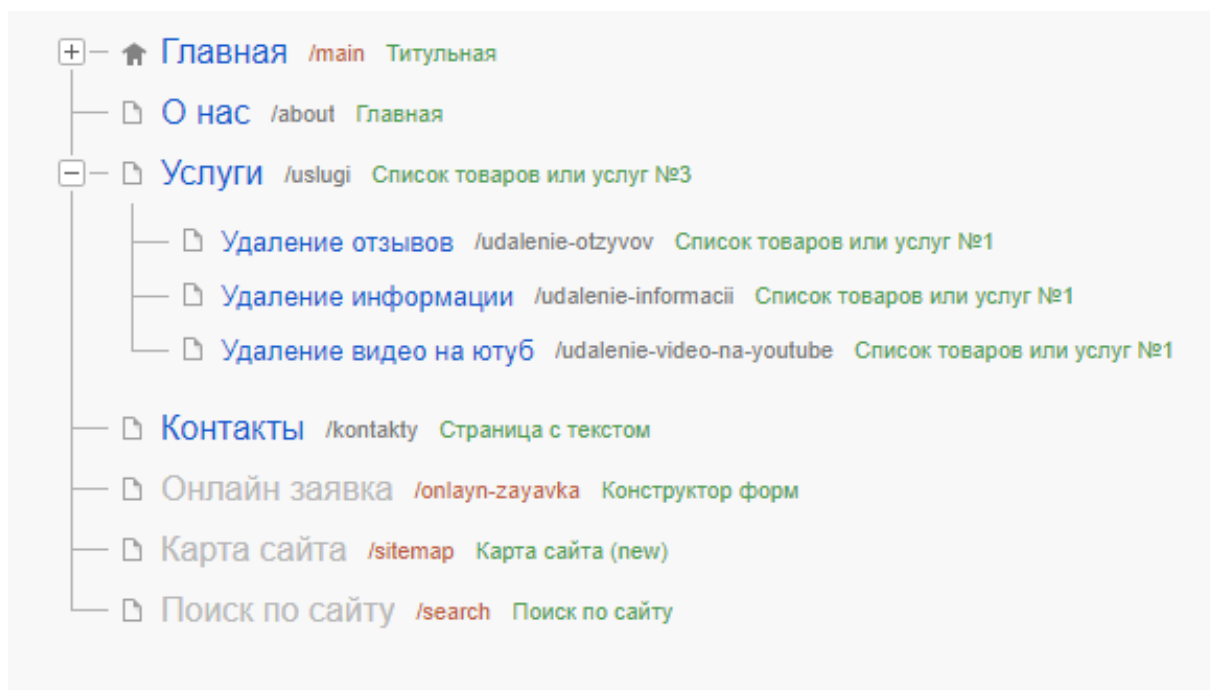 Главная /main Титульная
О нас /about Главная
Услуги /uslugi Список товаров или услуг №3
Удаление отзывов /udalenie-otzyvov Список товаров или услуг №1
Удаление информации /udalenie-informacii Список товаров или услуг №1
Удаление видео на ютуб /udalenie-video-na-youtube Список товаров или услуг №1
Контакты /kontakty Страница с текстом
Онлайн заявка /onlayn-zayavka Конструктор форм
Карта сайта /sitemap Карта сайта (new)
Поиск по сайту /search Поиск по сайту